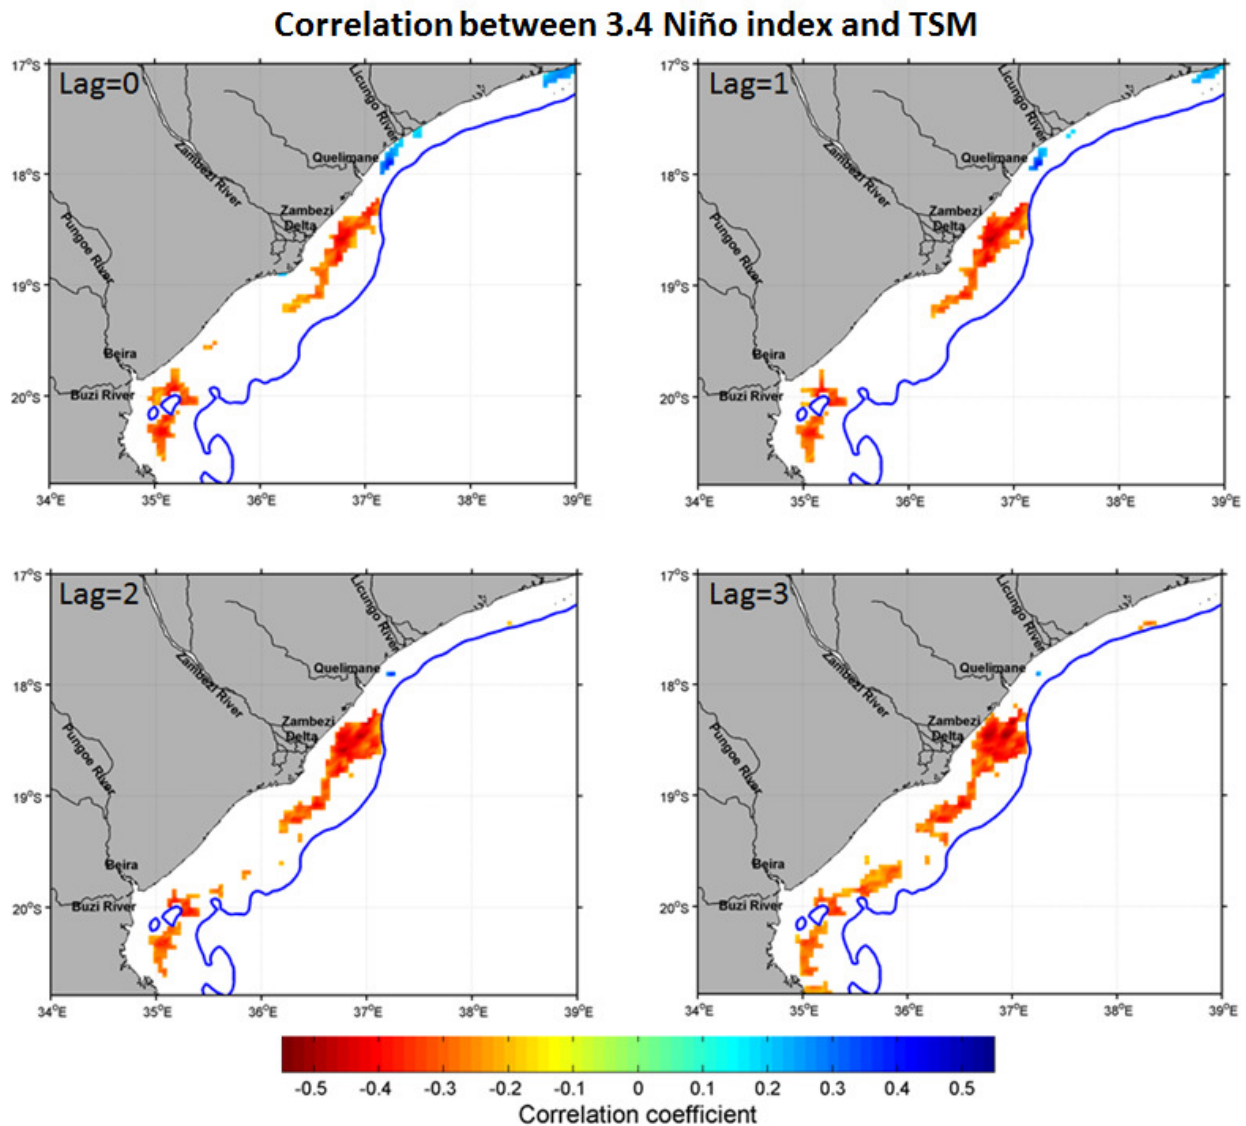 Correlation between 3.4 Niño index and TSM
Lag=0
17°S
18°S
19°S
20°S
34°E
35°E
36°E
37°E
38°E
39°E
Licungo River
Quelimane
Zambezi River
Zambezi
Delta
Pungoe River
Beira
Buzi River
Lag=1
17°S
18°S
19°S
20°S
34°E
35°E
36°E
37°E
38°E
39°E
Licungo River
Quelimane
Zambezi River
Zambezi
Delta
Pungoe River
Beira
Buzi River
Lag=2
17°S
18°S
19°S
20°S
34°E
35°E
36°E
37°E
38°E
39°E
Licungo River
Quelimane
Zambezi River
Zambezi
Delta
Pungoe River
Beira
Buzi River
Lag=3
17°S
18°S
19°S
20°S
34°E
35°E
36°E
37°E
38°E
39°E
Licungo River
Quelimane
Zambezi River
Zambezi
Delta
Pungoe River
Beira
Buzi River
-0.5 -0.4 -0.3 -0.2 -0.1 0 0.1 0.2 0.3 0.4 0.5
Correlation coefficient